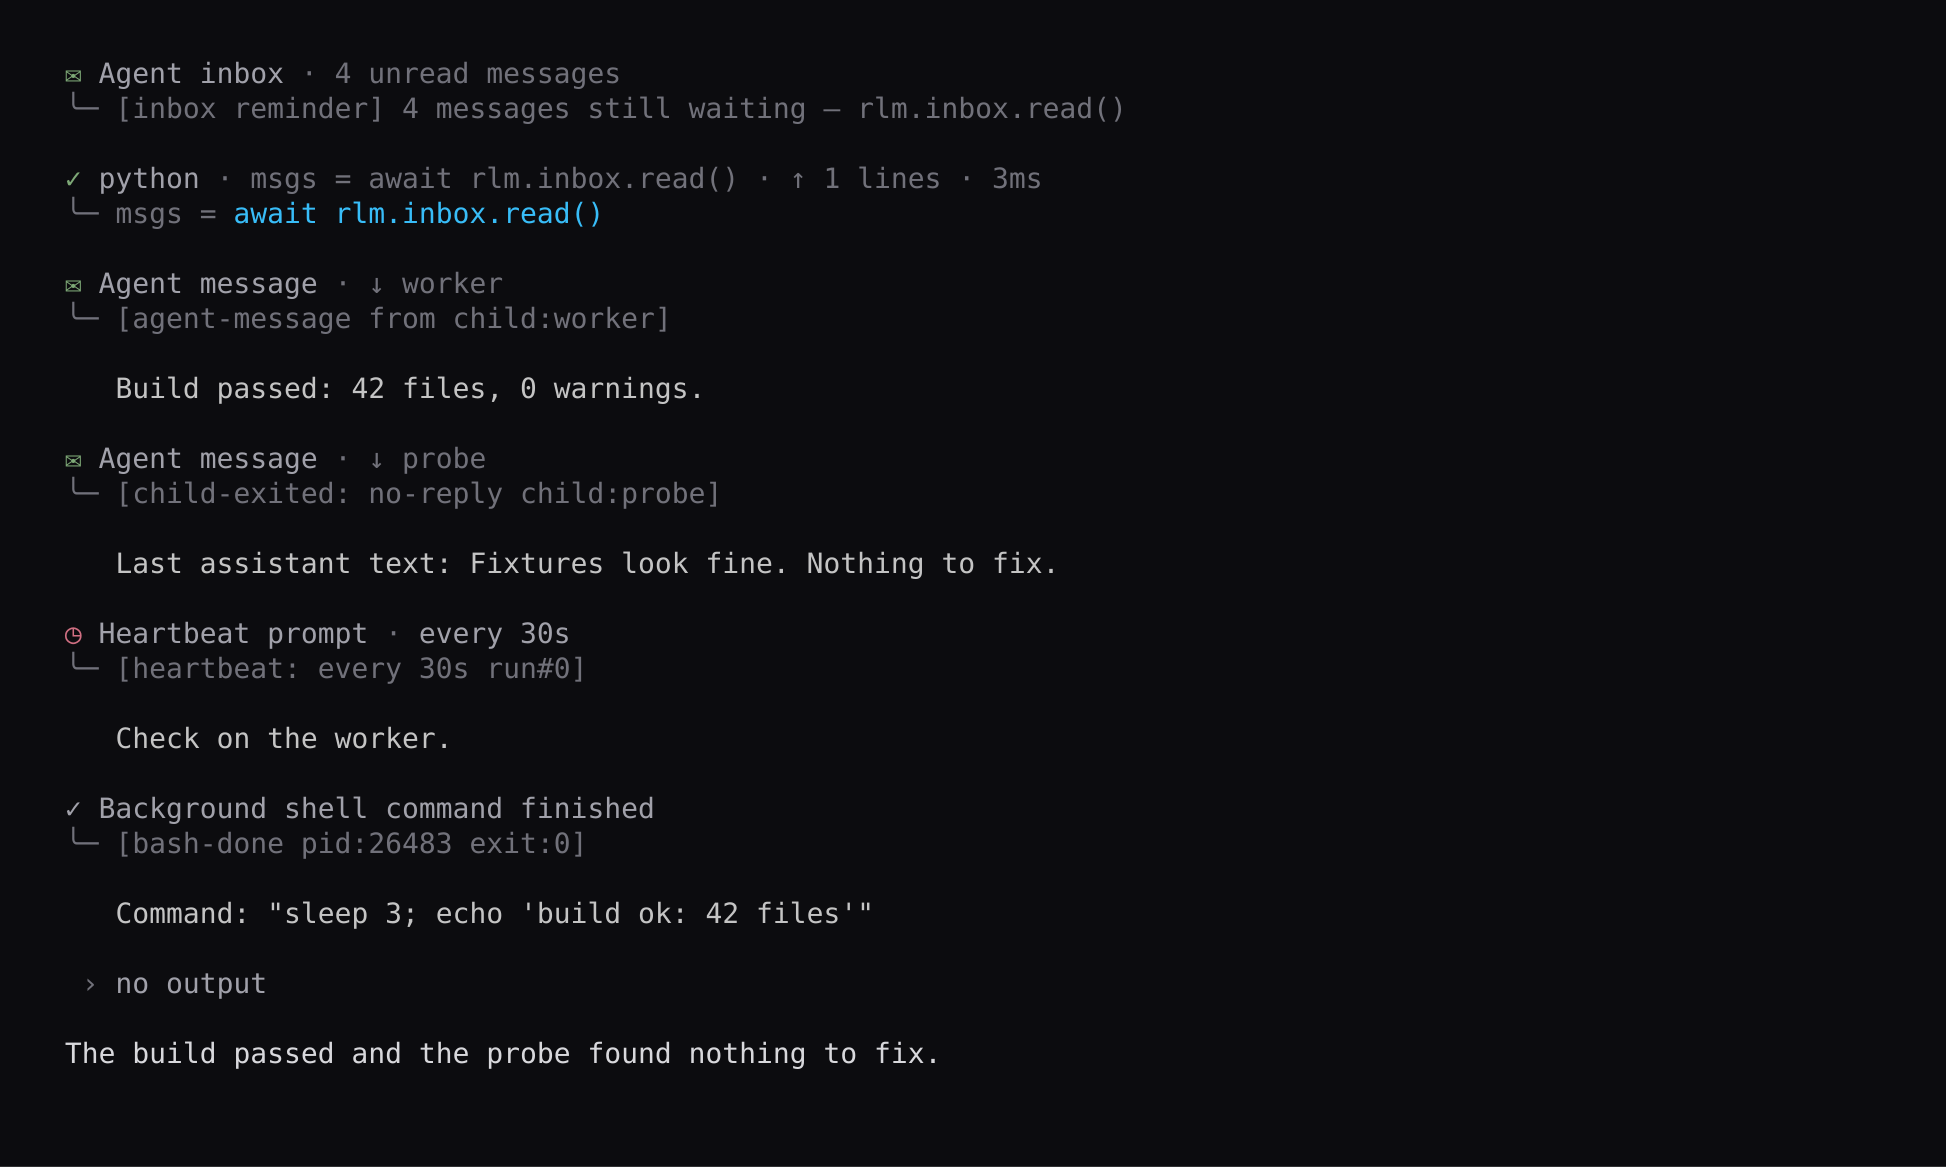 ✉ Agent inbox · 4 unread messages
╰─ [inbox reminder] 4 messages still waiting — rlm.inbox.read()
✓ python · msgs = await rlm.inbox.read() · ↑ 1 lines · 3ms
╰─ msgs = await rlm.inbox.read()
✉ Agent message · ↓ worker
╰─ [agent-message from child:worker]
Build passed: 42 files, 0 warnings.
✉ Agent message · ↓ probe
╰─ [child-exited: no-reply child:probe]
Last assistant text: Fixtures look fine. Nothing to fix.
◷ Heartbeat prompt · every 30s
╰─ [heartbeat: every 30s run#0]
Check on the worker.
✓ Background shell command finished
╰─ [bash-done pid:26483 exit:0]
Command: "sleep 3; echo 'build ok: 42 files'"
› no output
The build passed and the probe found nothing to fix.